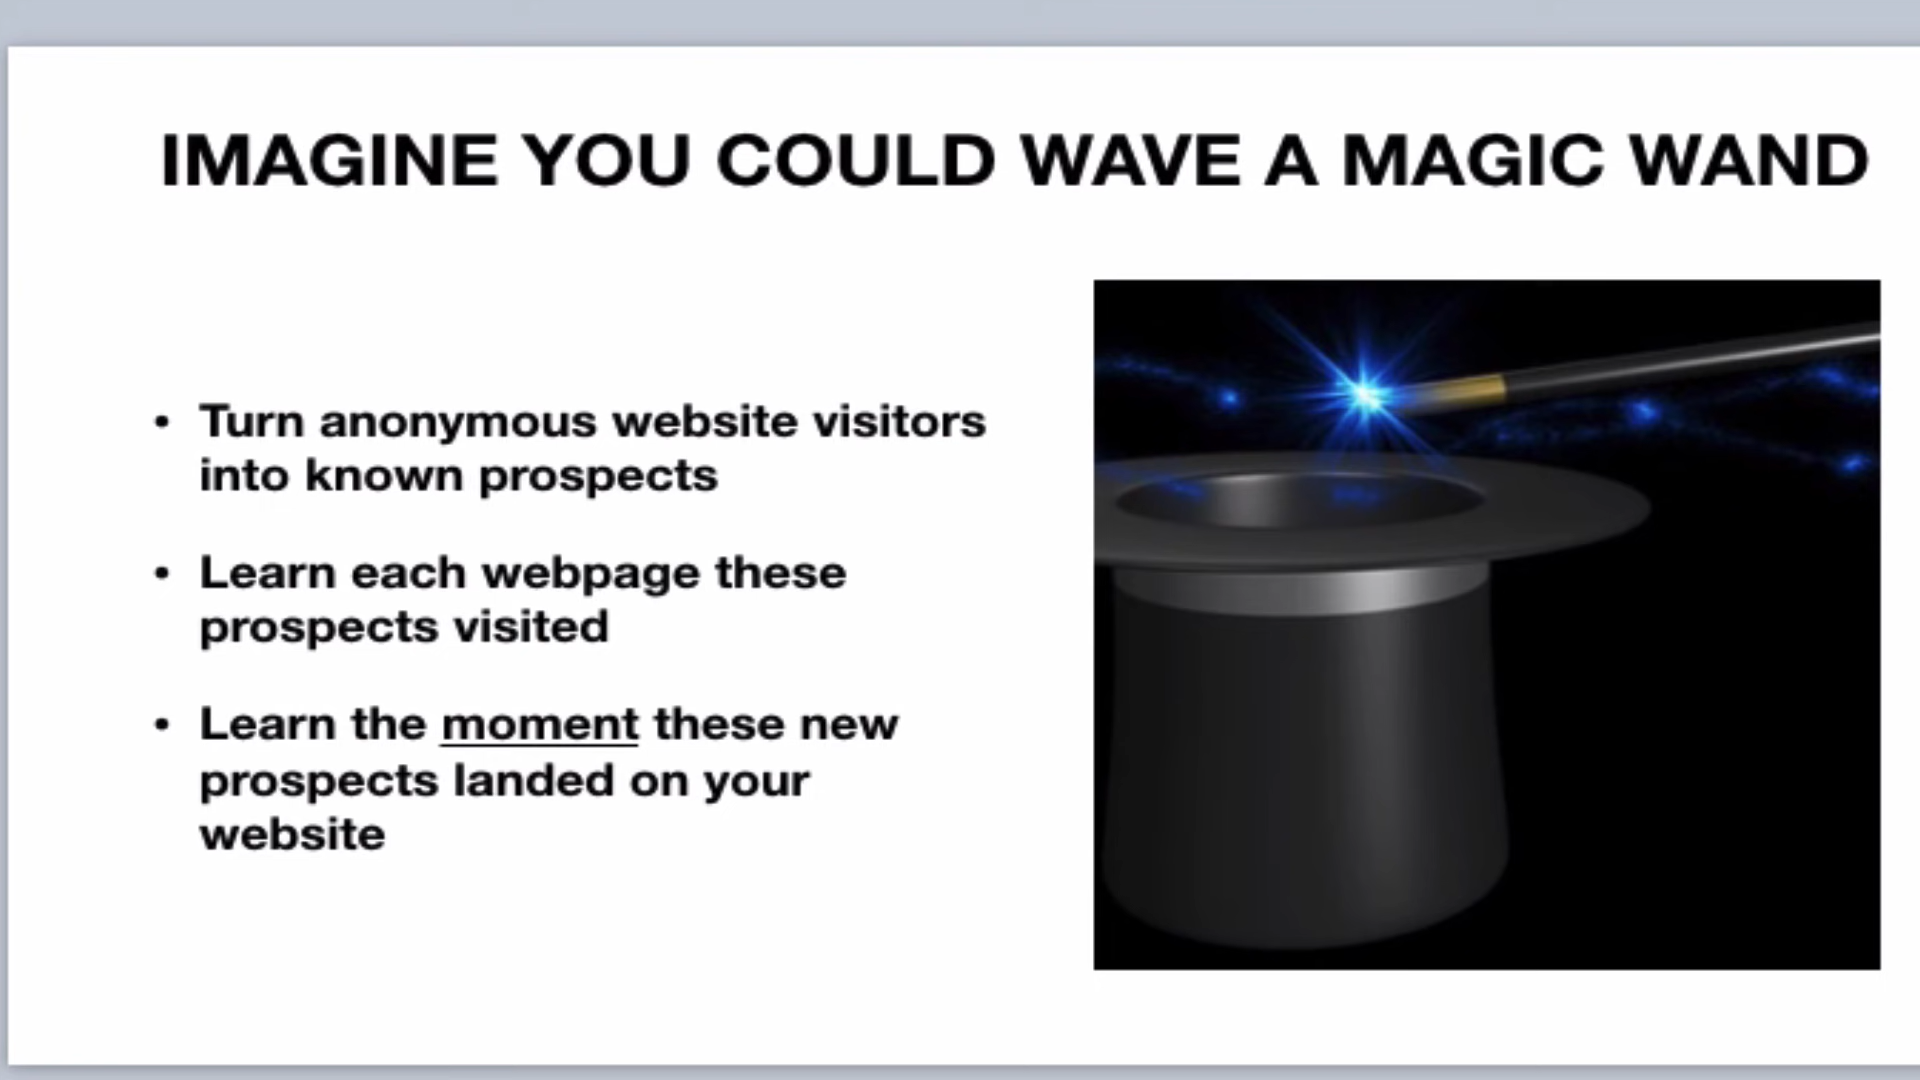 IMAGINE YOU COULD WAVE A MAGIC WAND
• Turn anonymous website visitors
into known prospects
• Learn each webpage these
prospects visited
• Learn the moment these new
prospects landed on your
website